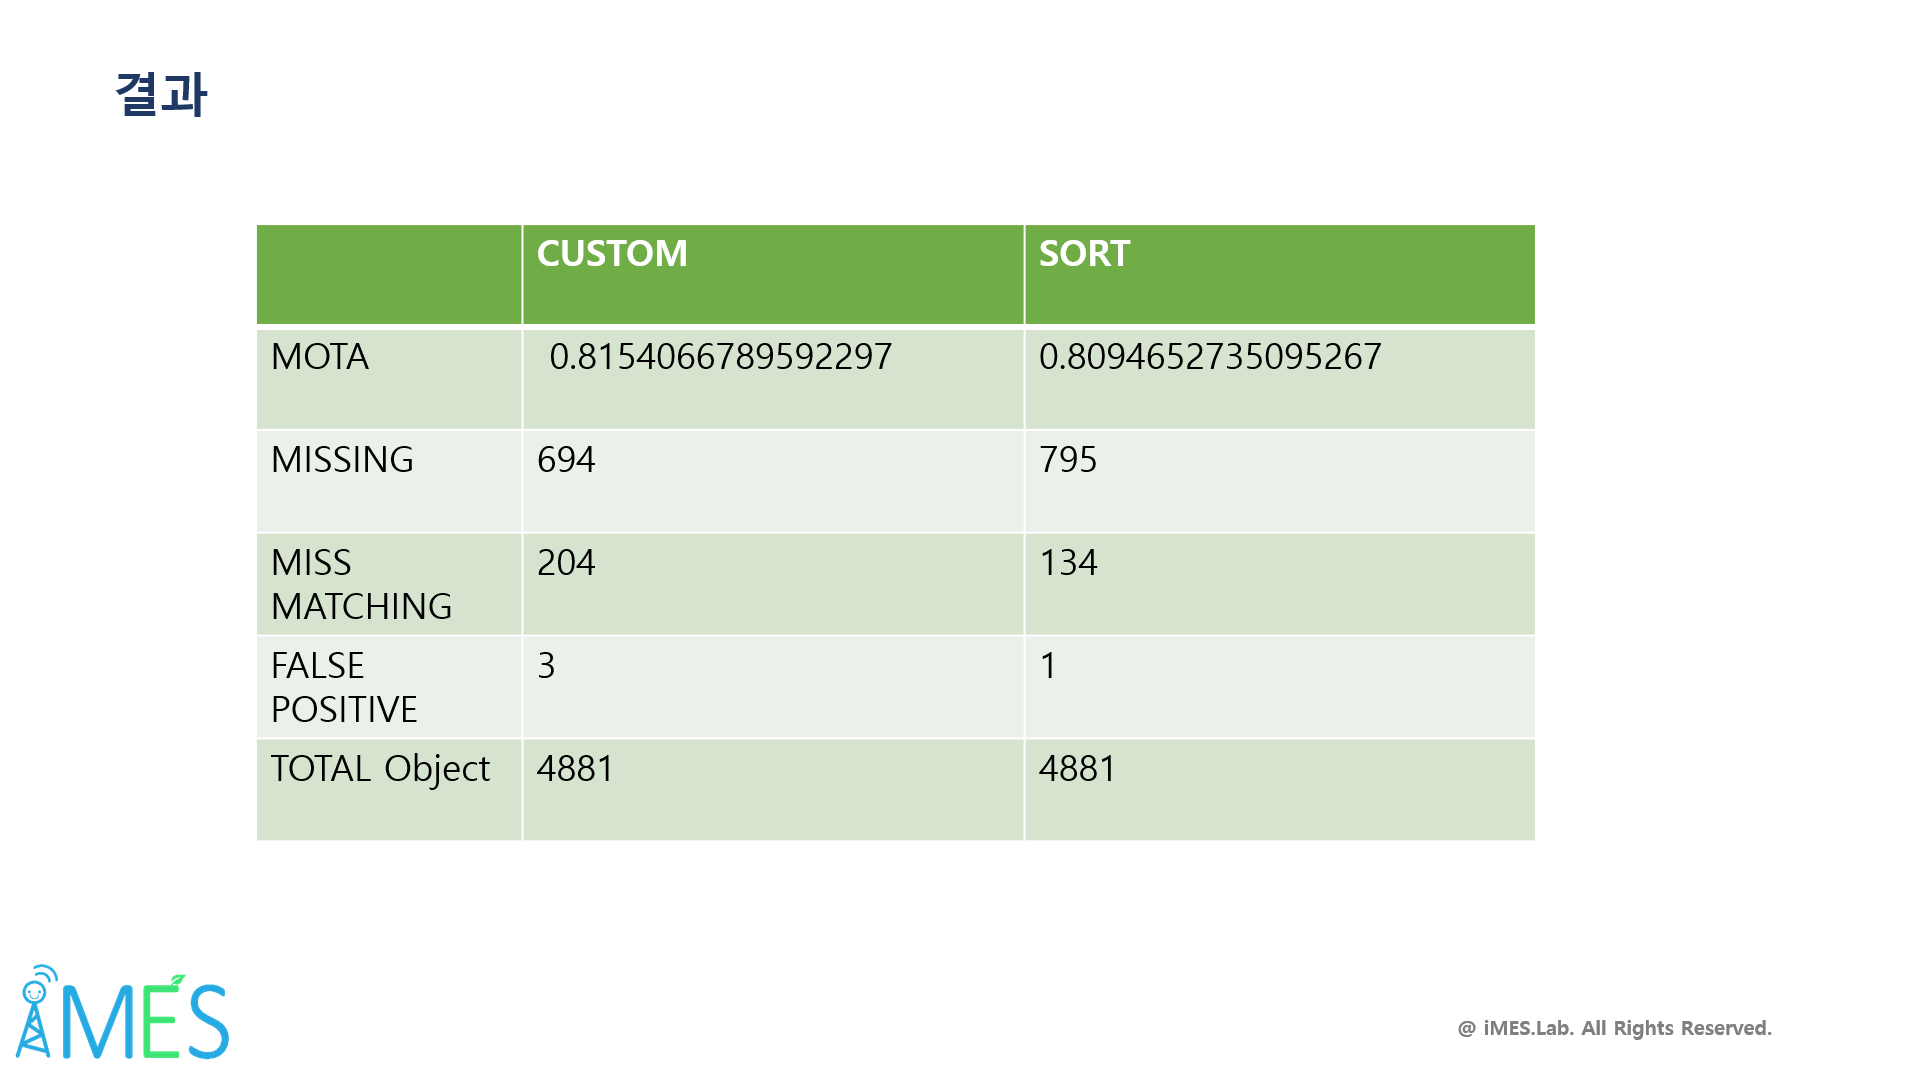 결과
CUSTOM SORT
MOTA 0.8154066789592297 0.8094652735095267
MISSING 694 795
MISS
MATCHING 204 134
FALSE
POSITIVE 3 1
TOTAL Object 4881 4881
iMES
@ iMES.Lab. All Rights Reserved.